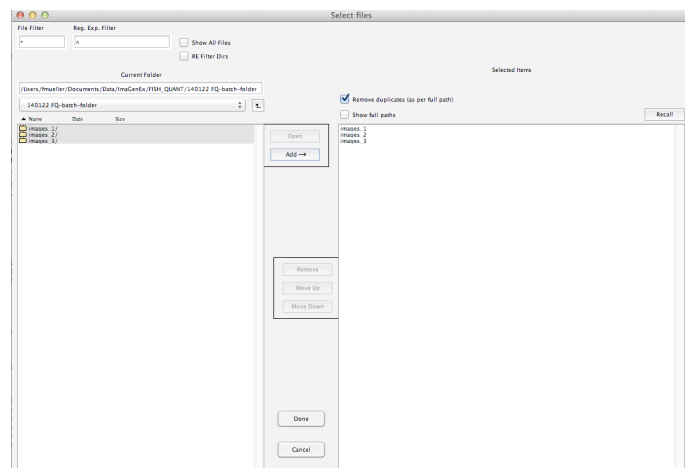 Select files
File Filter Reg. Exp. Filter
* ^ Show All Files
RE Filter Dirs
Current Folder Selected Items
/Users/fmueller/Documents/Data/ImaGenEx/FISH_QUANT/140122 FQ-batch-folder
140122 FQ-batch-folder
Remove duplicates (as per full path)
Show full paths Recall
Name Date Size
images_1/
images_2/
images_3/
Open
Add →
images_1
images_2
images_3
Remove
Move Up
Move Down
Done
Cancel